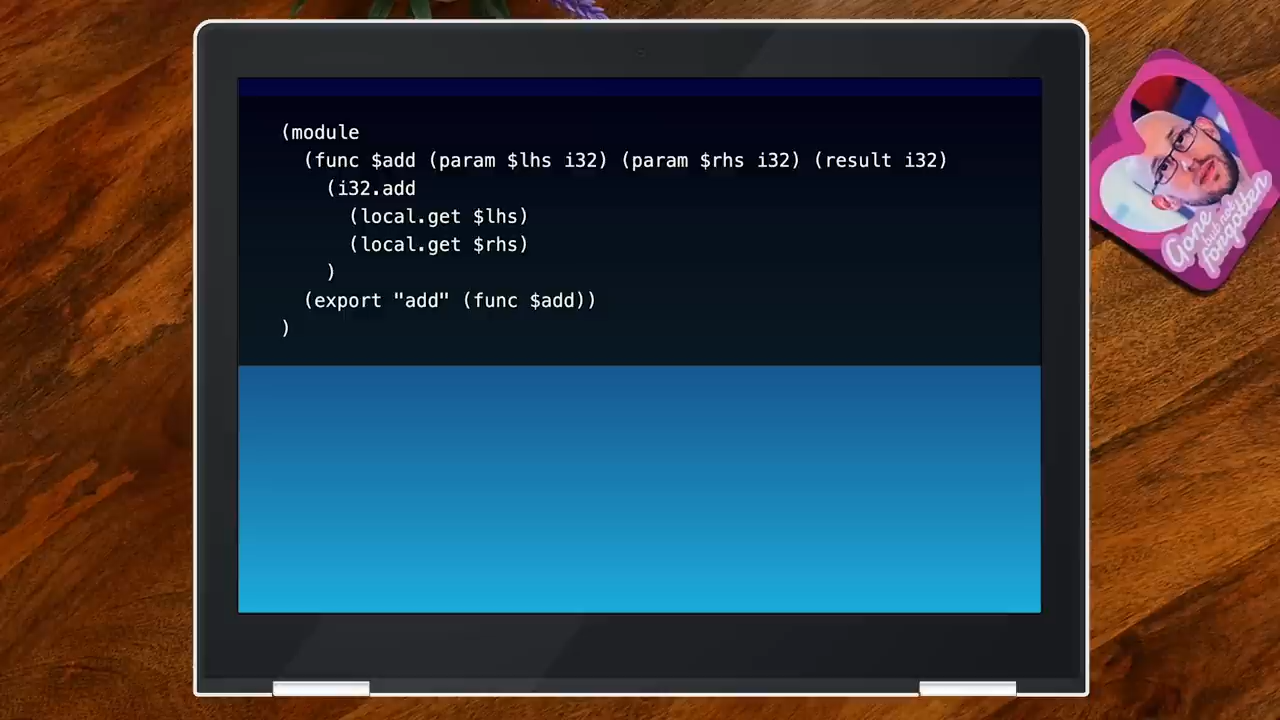 (module
  (func $add (param $lhs i32) (param $rhs i32) (result i32)
    (i32.add
      (local.get $lhs)
      (local.get $rhs)
    )
  (export "add" (func $add))
)
Gone
but not
forgotten